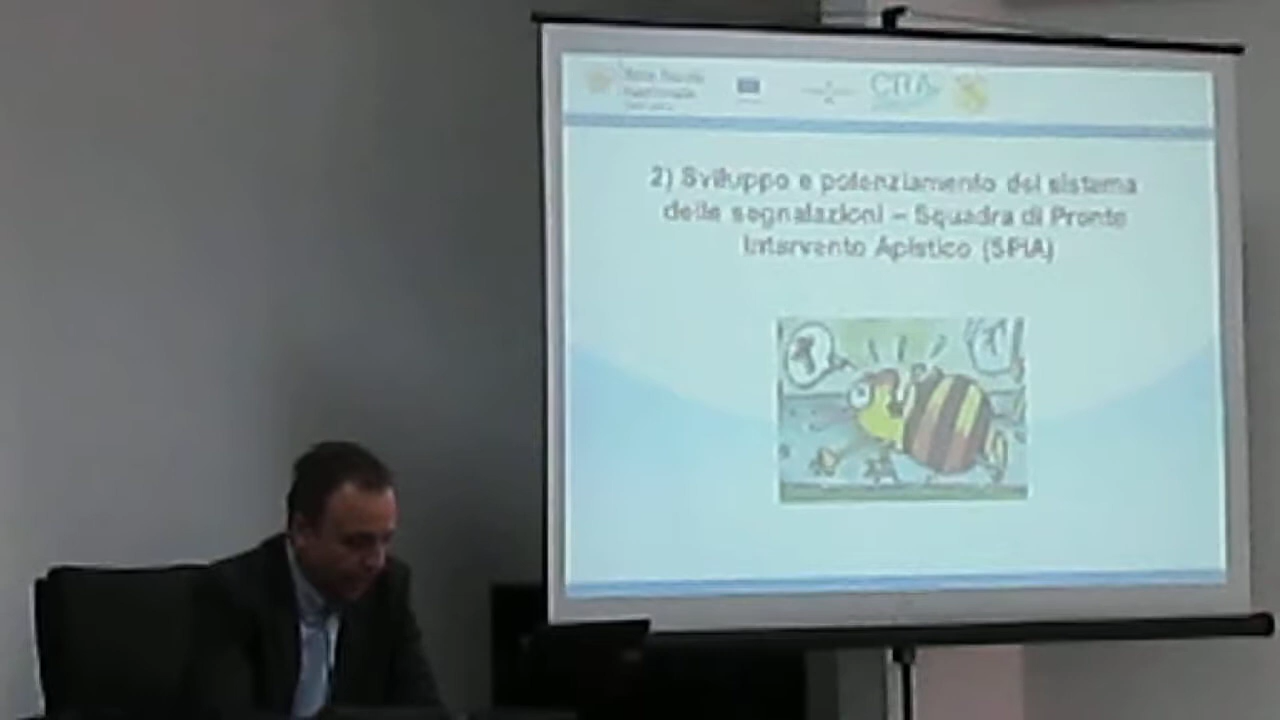 CRA
2) Sviluppo e potenziamento del sistema
delle segnalazioni – Squadra di Pronto
Intervento Apistico (SPIA)